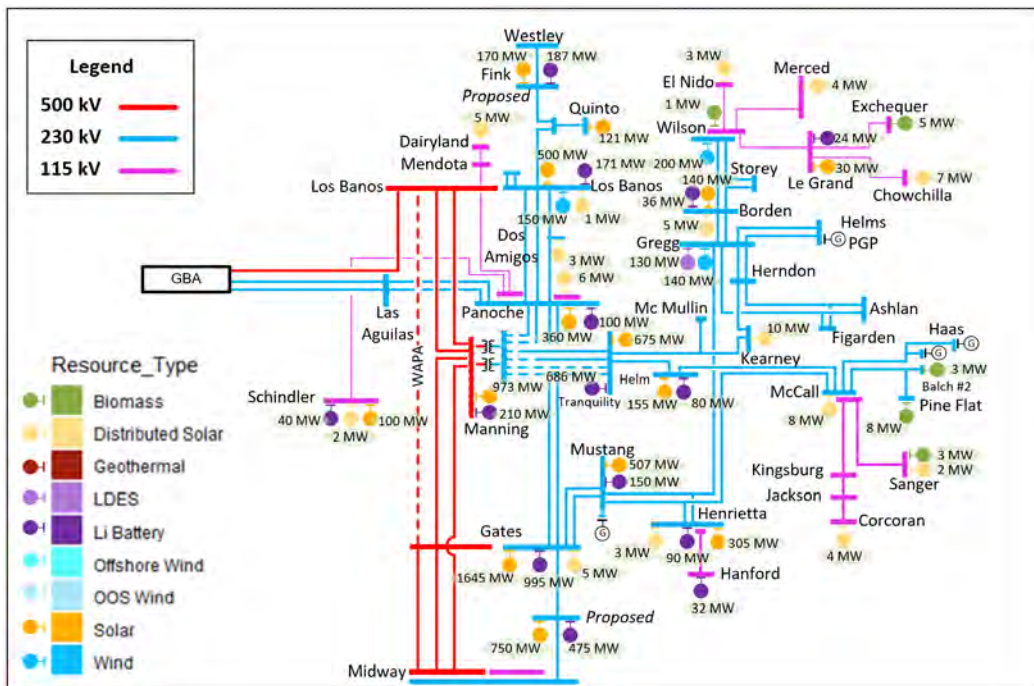 Legend
500 kV
230 kV
115 kV
Westley
170 MW
187 MW
Fink
Proposed
Quinto
121 MW
5 MW
Dairyland
Mendota
Los Banos
500 MW
171 MW
Los Banos
150 MW
1 MW
Dos
Amigos
3 MW
6 MW
GBA
Las
Aguilas
Panoche
360 MW
100 MW
WAPA
3 MW
El Nido
Merced
4 MW
Exchequer
5 MW
1 MW
Wilson
24 MW
200 MW
Storey
30 MW
Le Grand
7 MW
Chowchilla
140 MW
36 MW
Borden
5 MW
Gregg
130 MW
140 MW
Helms
G
PGP
Herndon
Mc Mullin
Ashlan
Figarden
10 MW
Kearney
675 MW
Haas
G
G
3 MW
Balch #2
McCall
Pine Flat
8 MW
8 MW
686 MW
Tranquility
Helm
155 MW
80 MW
973 MW
210 MW
Manning
Schindler
40 MW
2 MW
100 MW
Mustang
507 MW
150 MW
G
3 MW
2 MW
Sanger
Kingsburg
Jackson
Corcoran
4 MW
Henrietta
3 MW
90 MW
305 MW
Hanford
32 MW
Gates
1645 MW
995 MW
5 MW
Proposed
750 MW
475 MW
Midway
Resource_Type
Biomass
Distributed Solar
Geothermal
LDES
Li Battery
Offshore Wind
OOS Wind
Solar
Wind